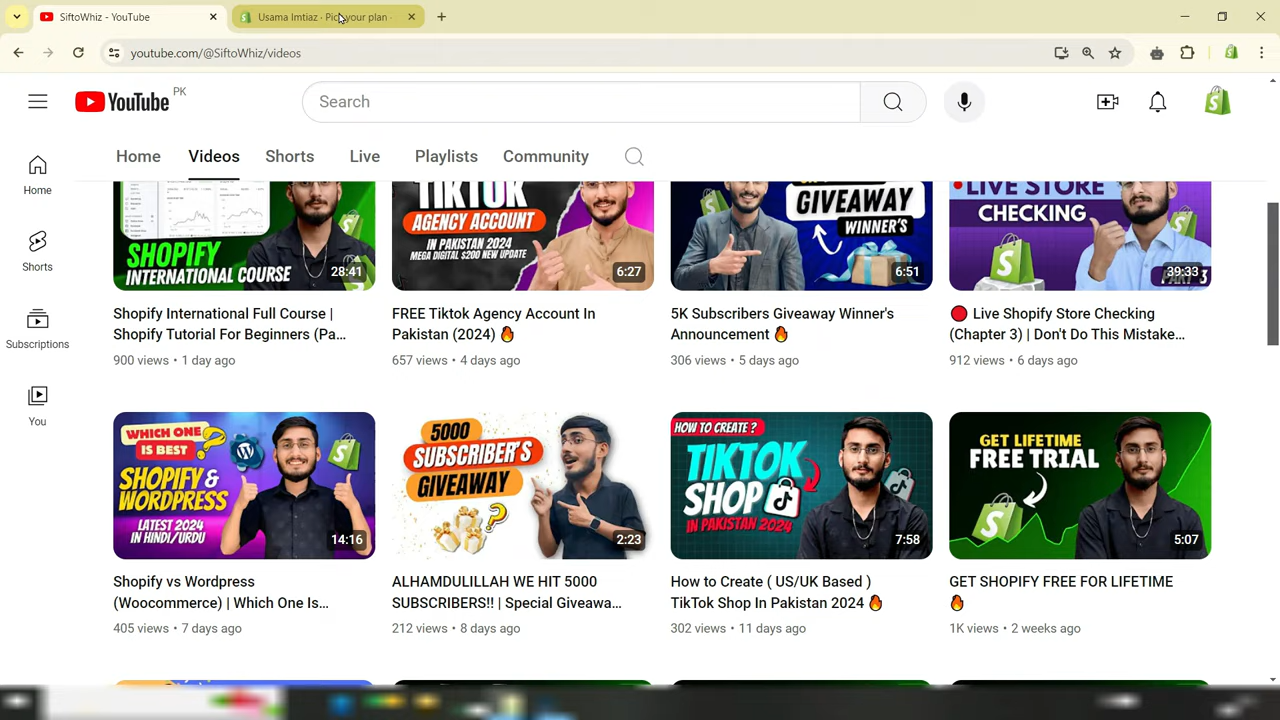 SiftoWhiz - YouTube
Usama Imtiaz · Pick your plan ·
youtube.com/@SiftoWhiz/videos
YouTube PK
Search
Home Videos Shorts Live Playlists Community
Home
Shorts
Subscriptions
You
SHOPIFY
INTERNATIONAL COURSE
28:41
TIKTOK
AGENCY ACCOUNT
IN PAKISTAN 2024
MEGA DIGITAL $200 NEW UPDATE
6:27
GIVEAWAY
WINNER'S
6:51
LIVE STORE
CHECKING
PART 3
39:33
Shopify International Full Course |
Shopify Tutorial For Beginners (Pa...
900 views • 1 day ago
FREE Tiktok Agency Account In
Pakistan (2024) 🔥
657 views • 4 days ago
5K Subscribers Giveaway Winner's
Announcement 🔥
306 views • 5 days ago
🔴 Live Shopify Store Checking
(Chapter 3) | Don't Do This Mistake...
912 views • 6 days ago
WHICH ONE
IS BEST
SHOPIFY &
WORDPRESS
LATEST 2024
IN HINDI/URDU
14:16
5000
SUBSCRIBER'S
GIVEAWAY
2:23
HOW TO CREATE ?
TIKTOK
SHOP
IN PAKISTAN 2024
7:58
GET LIFETIME
FREE TRIAL
5:07
Shopify vs Wordpress
(Woocommerce) | Which One Is...
405 views • 7 days ago
ALHAMDULILLAH WE HIT 5000
SUBSCRIBERS!! | Special Giveawa...
212 views • 8 days ago
How to Create ( US/UK Based )
TikTok Shop In Pakistan 2024 🔥
302 views • 11 days ago
GET SHOPIFY FREE FOR LIFETIME
🔥
1K views • 2 weeks ago